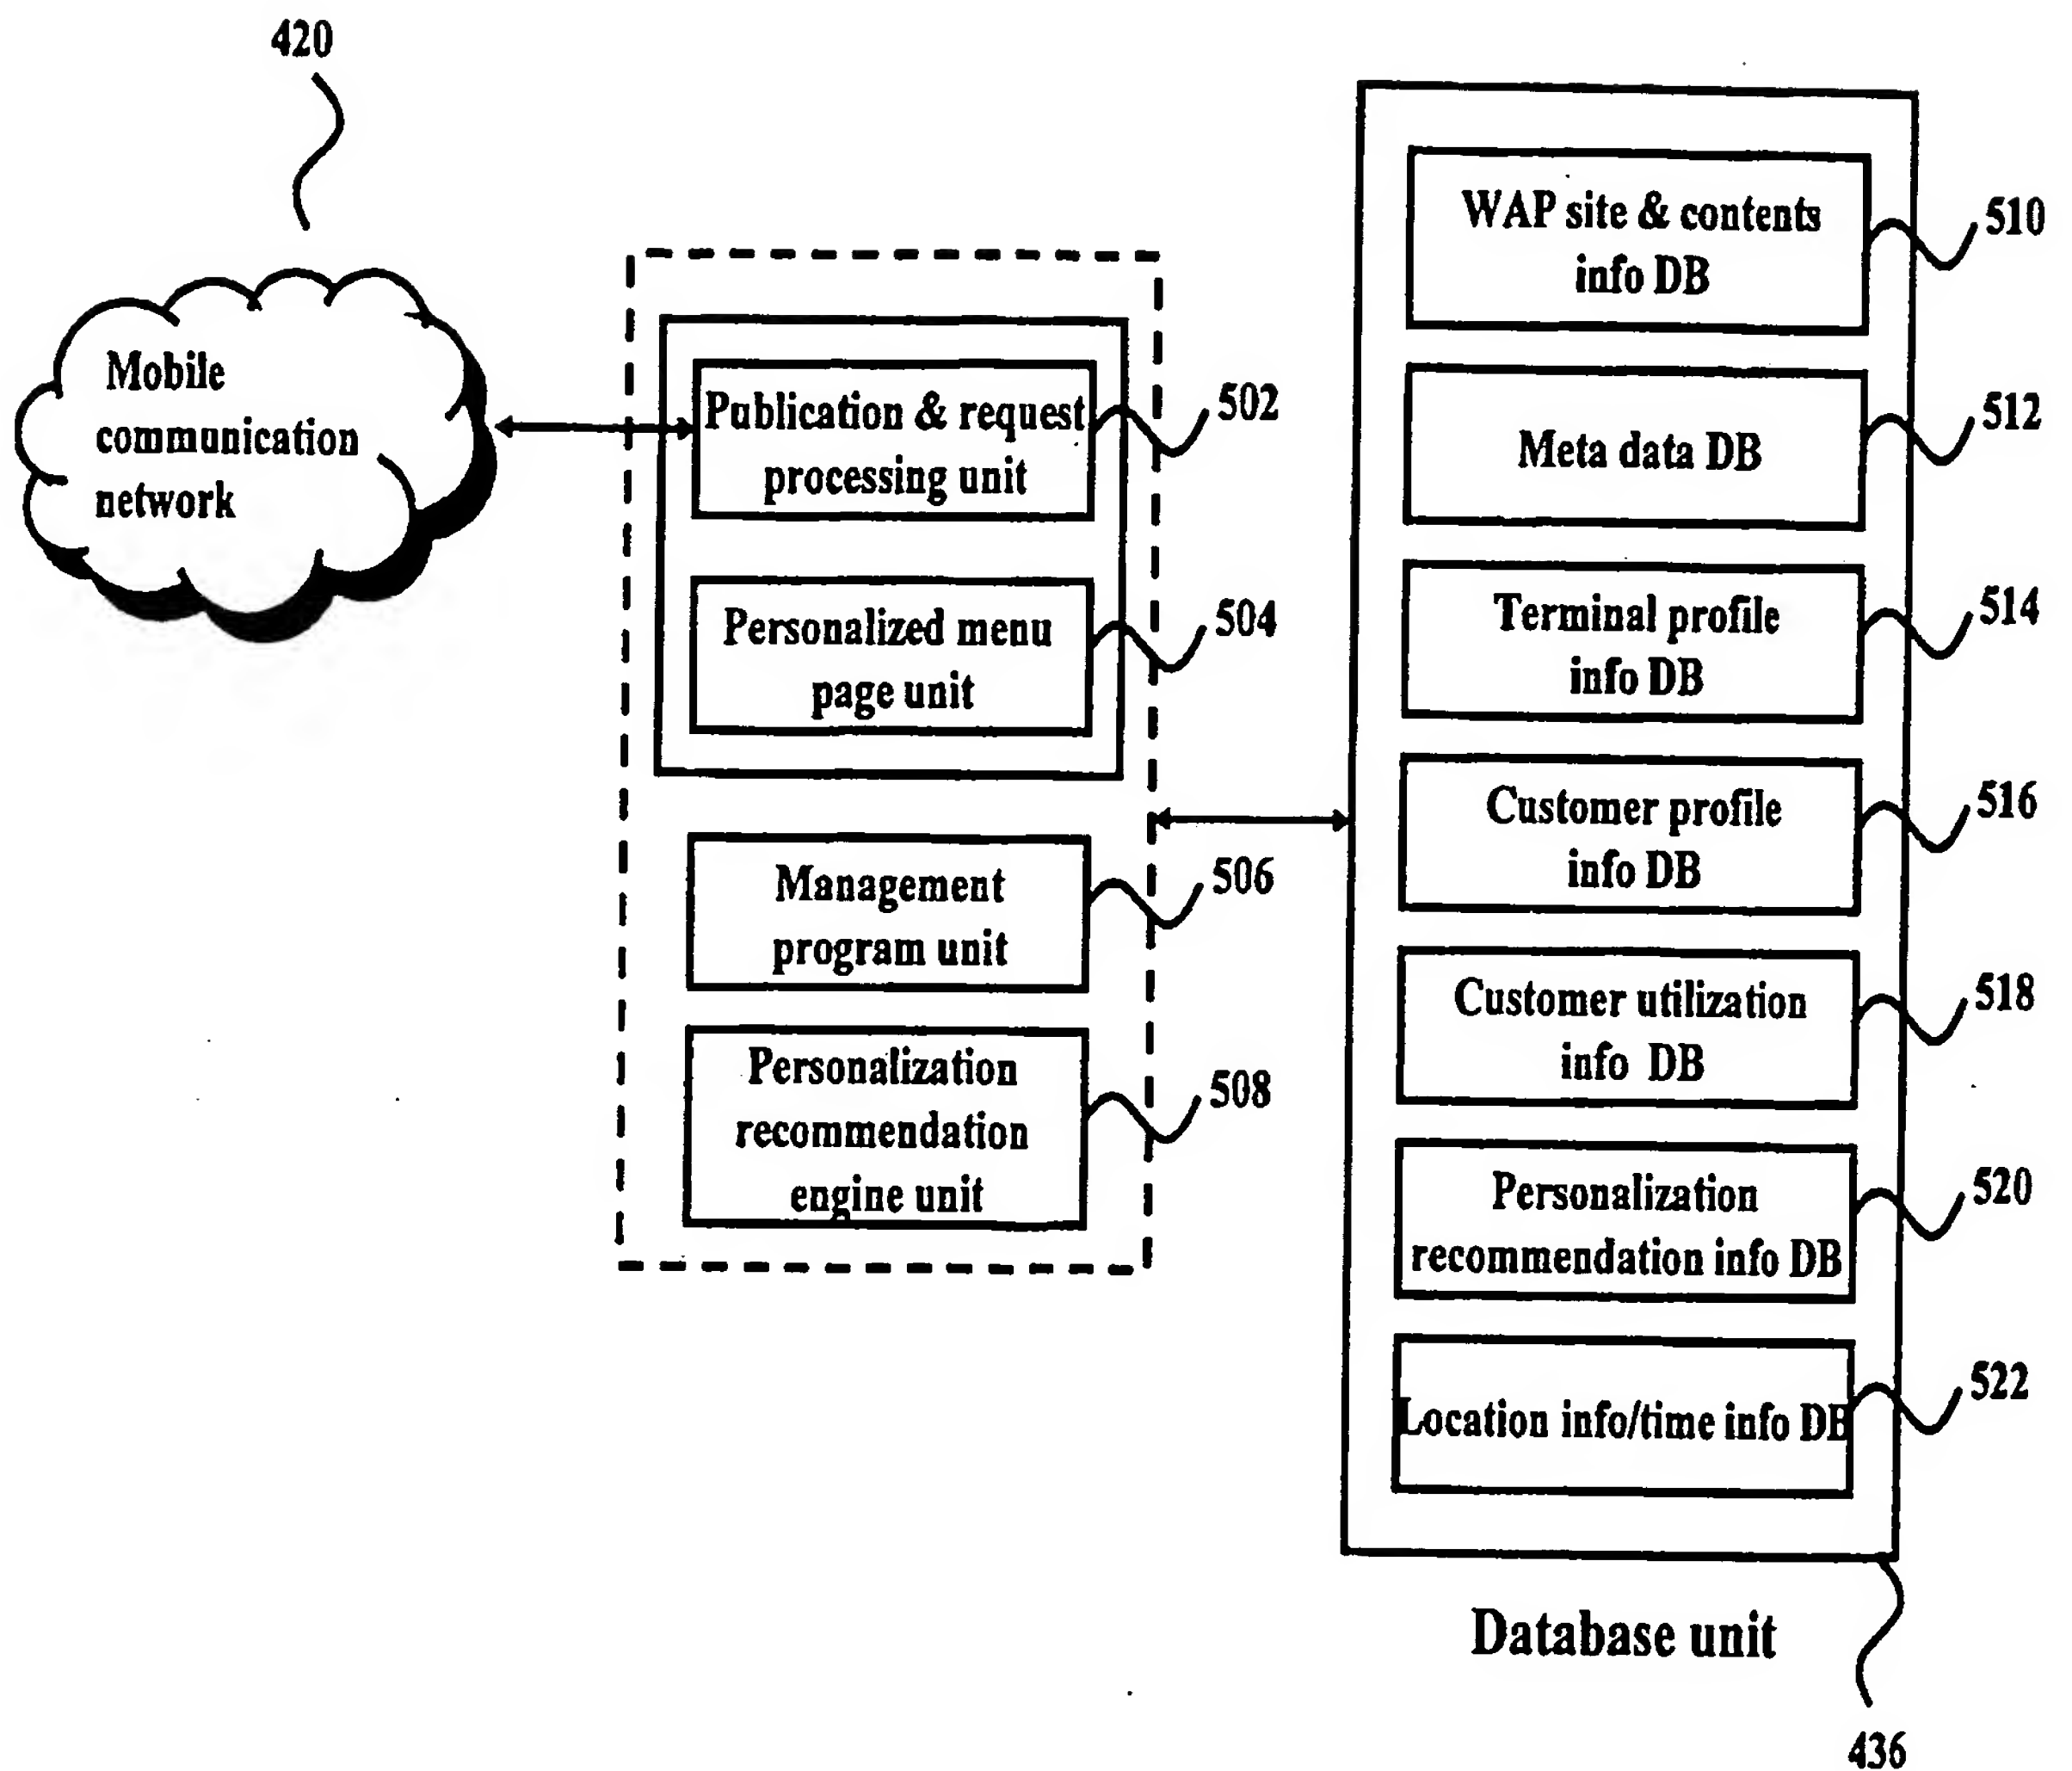 420
Mobile
communication
network
Publication & request
processing unit
502
Personalized menu
page unit
504
Management
program unit
506
Personalization
recommendation
engine unit
508
WAP site & contents
info DB
510
Meta data DB
512
Terminal profile
info DB
514
Customer profile
info DB
516
Customer utilization
info DB
518
Personalization
recommendation info DB
520
Location info/time info DB
522
Database unit
436